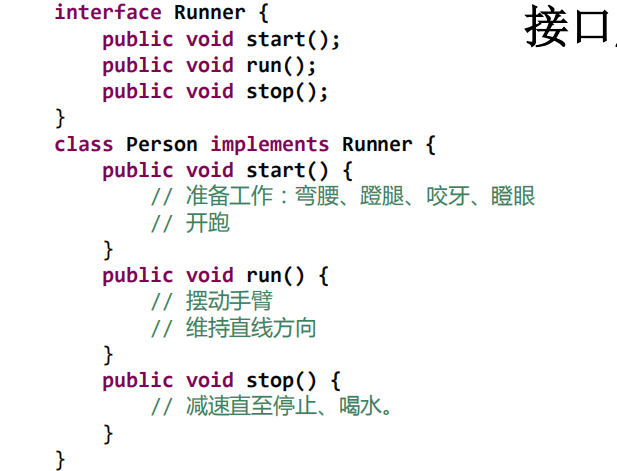 接口
interface Runner {
    public void start();
    public void run();
    public void stop();
}
class Person implements Runner {
    public void start() {
        // 准备工作：弯腰、蹬腿、咬牙、瞪眼
        // 开跑
    }
    public void run() {
        // 摆动手臂
        // 维持直线方向
    }
    public void stop() {
        // 减速直至停止、喝水。
    }
}